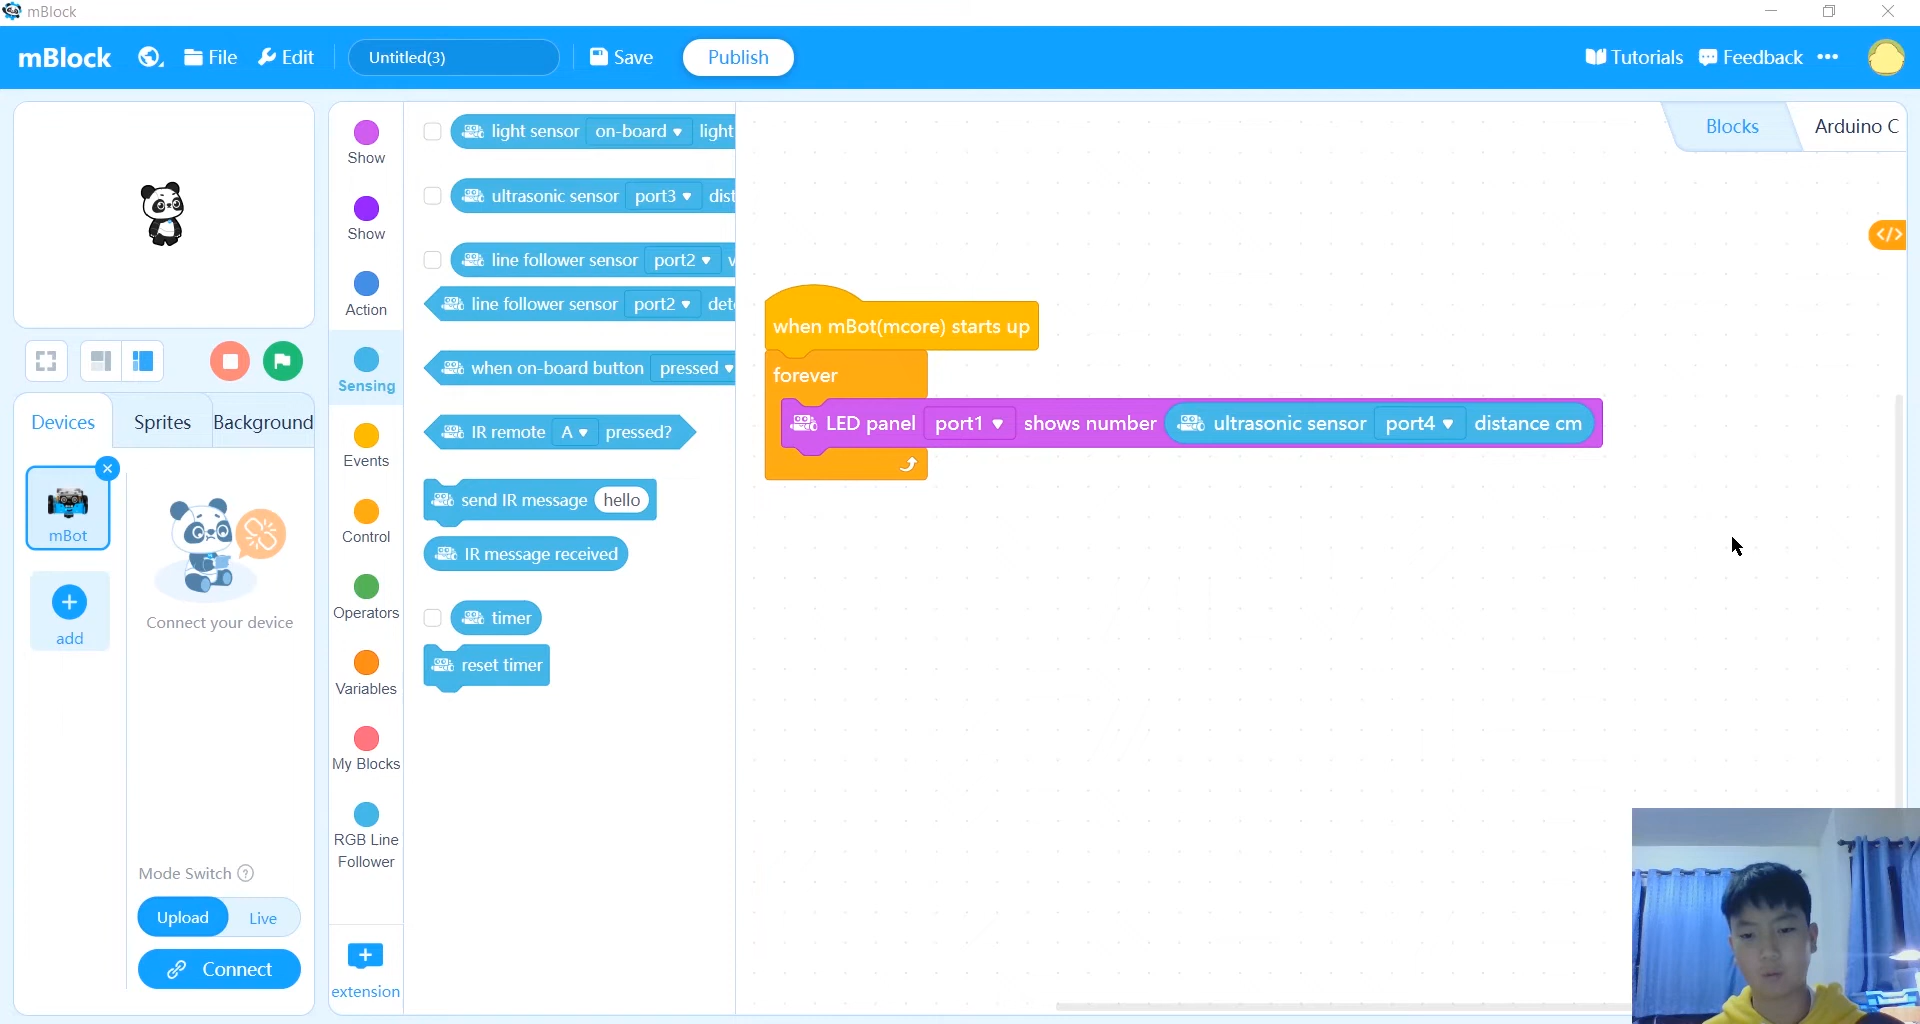 mBlock
mBlock File Edit Untitled(3) Save Publish Tutorials Feedback
Blocks Arduino C
Show
Show
Action
Sensing
Events
Control
Operators
Variables
My Blocks
RGB Line
Follower
extension
light sensor on-board light
ultrasonic sensor port3 dist
line follower sensor port2 v
line follower sensor port2 dete
when on-board button pressed
IR remote A pressed?
send IR message hello
IR message received
timer
reset timer
when mBot(mcore) starts up
forever
LED panel port1 shows number ultrasonic sensor port4 distance cm
</>
Devices Sprites Background
mBot
add
Connect your device
Mode Switch ?
Upload Live
Connect